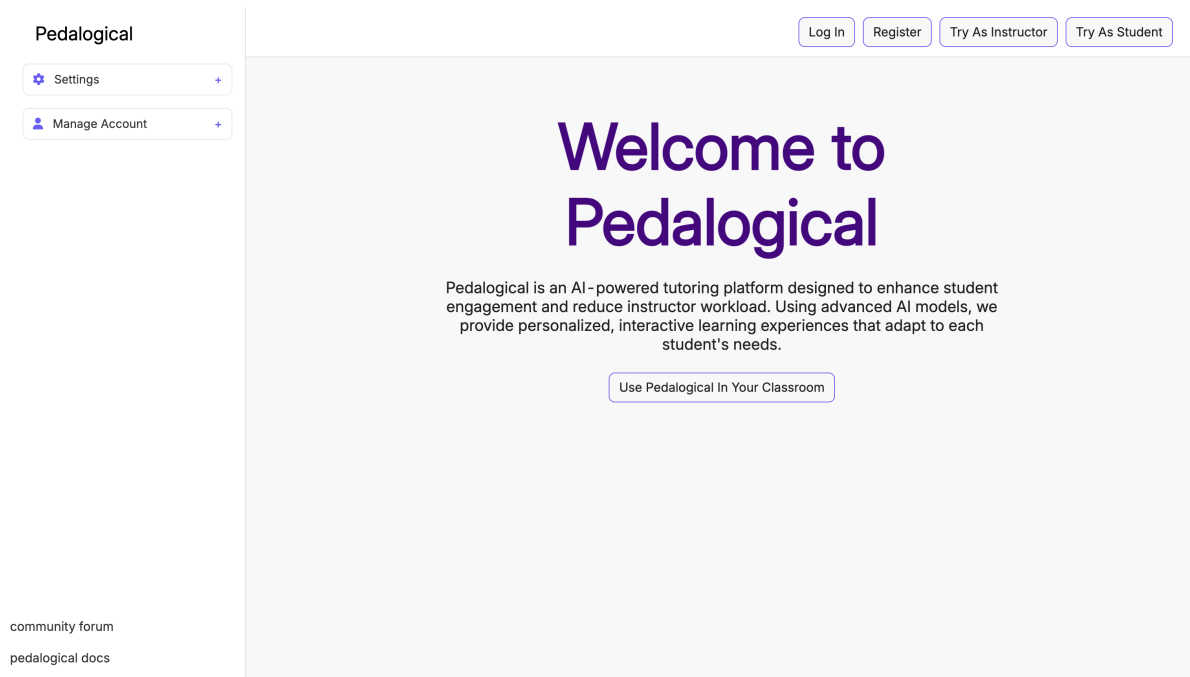 Pedalogical
Log In
Register
Try As Instructor
Try As Student
Settings
+
Manage Account
+
Welcome to
Pedalogical
Pedalogical is an AI-powered tutoring platform designed to enhance student
engagement and reduce instructor workload. Using advanced AI models, we
provide personalized, interactive learning experiences that adapt to each
student's needs.
Use Pedalogical In Your Classroom
community forum
pedalogical docs